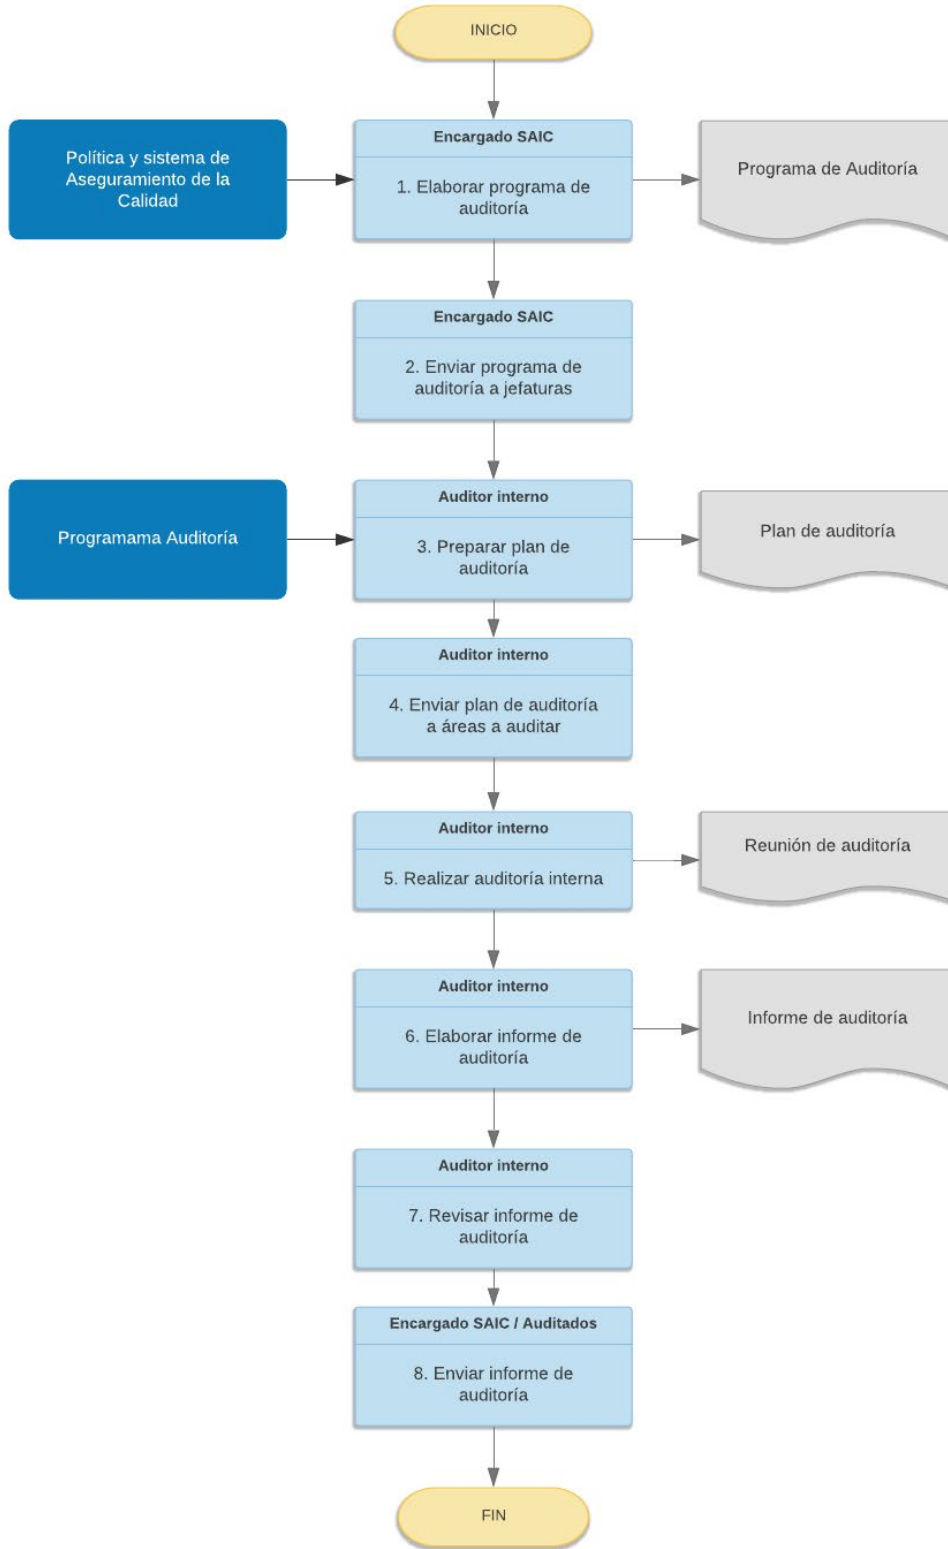 INICIO
Política y sistema de
Aseguramiento de la
Calidad
Encargado SAIC
1. Elaborar programa de
auditoría
Programa de Auditoría
Encargado SAIC
2. Enviar programa de
auditoría a jefaturas
Programama Auditoría
Auditor interno
3. Preparar plan de
auditoría
Plan de auditoría
Auditor interno
4. Enviar plan de auditoría
a áreas a auditar
Auditor interno
5. Realizar auditoría interna
Reunión de auditoría
Auditor interno
6. Elaborar informe de
auditoría
Informe de auditoría
Auditor interno
7. Revisar informe de
auditoría
Encargado SAIC / Auditados
8. Enviar informe de
auditoría
FIN